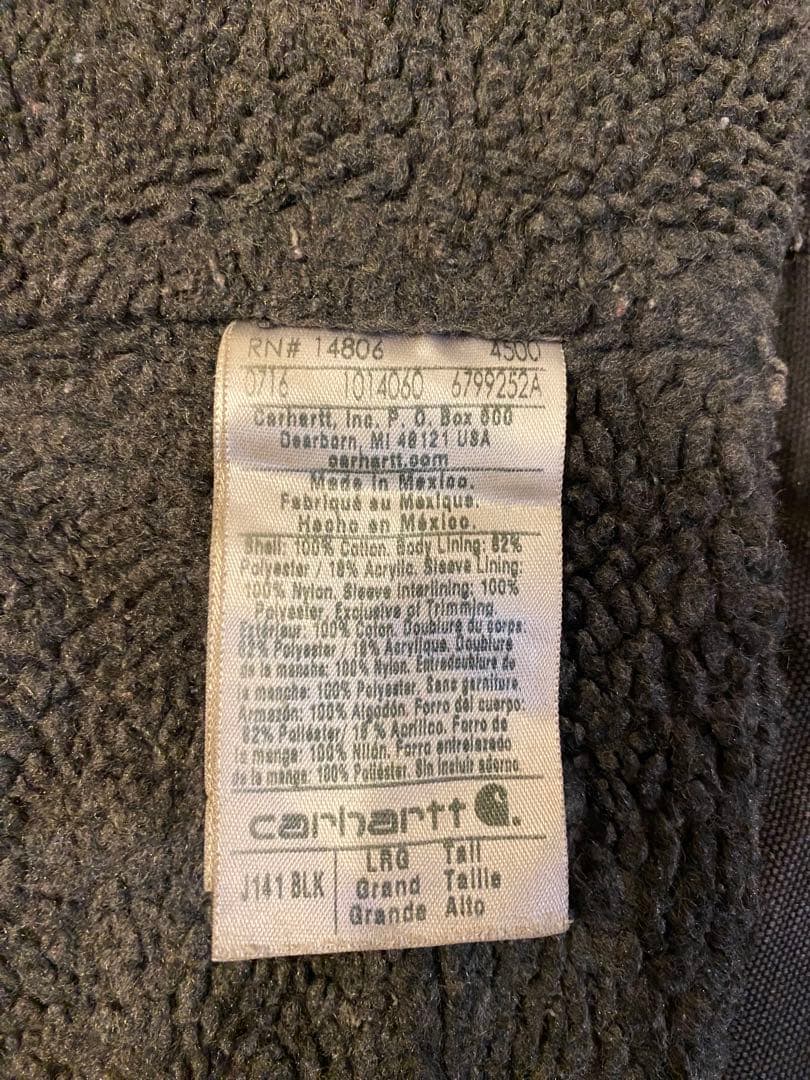 RN# 14806 4500
0716 1014060 6799252A
Carhartt, Inc. P. O. Box 600
Dearborn, MI 48121 USA
carhartt.com
Made in Mexico.
Fabriqué au Mexique.
Hecho en México.
Shell: 100% Cotton. Body Lining: 82%
Polyester / 18% Acrylic. Sleeve Lining:
100% Nylon. Sleeve Interlining: 100%
Polyester. Exclusive of Trimming.
Extérieur: 100% Coton. Doublure du corps:
82% Polyester / 18% Acrylique. Doublure
de la manche: 100% Nylon. Entredoublure de
la manche: 100% Polyester. Sans garniture.
Armazón: 100% Algodón. Forro del cuerpo:
82% Poliéster 18 % Acrílico. Forro de
la manga: 100% Nilón. Forro entrelazado
de la manga: 100% Poliéster. Sin incluir adorno.
carhartt
J141 BLK
LRG Tall
Grand Taille
Grande Alto